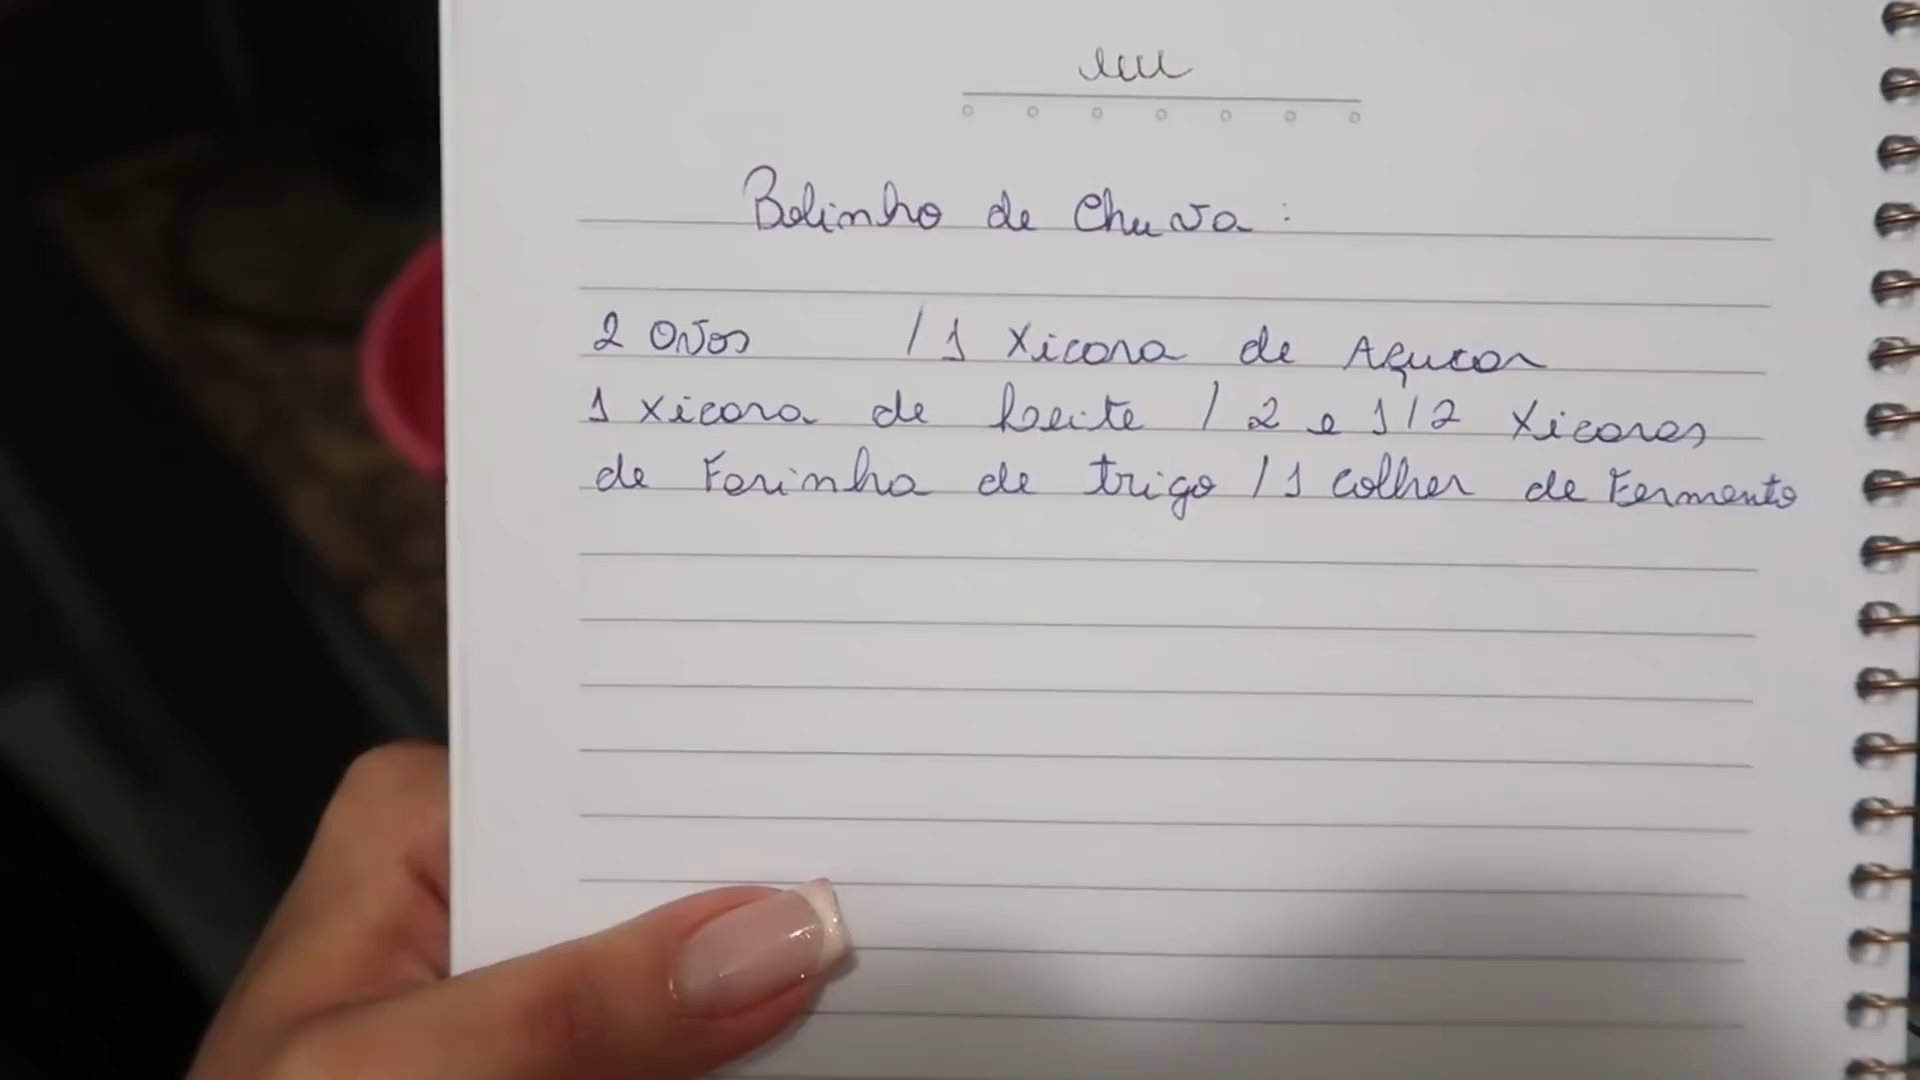 Bolinho de Chuva :
2 Ovos / 1 Xicara de Açucar
1 xicara de Leite / 2 e 1/2 Xicaras
de Farinha de trigo / 1 colher de Fermento